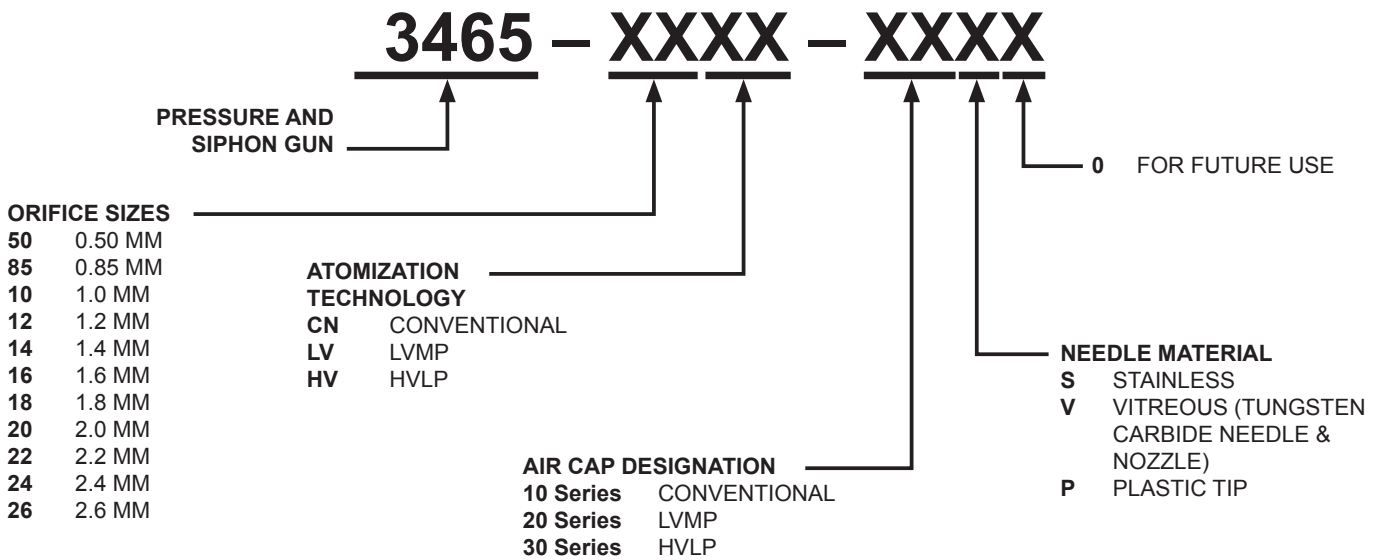 3465 – XXXX – XXXX
PRESSURE AND
SIPHON GUN
0 FOR FUTURE USE
ORIFICE SIZES
50 0.50 MM
85 0.85 MM
10 1.0 MM
12 1.2 MM
14 1.4 MM
16 1.6 MM
18 1.8 MM
20 2.0 MM
22 2.2 MM
24 2.4 MM
26 2.6 MM
ATOMIZATION
TECHNOLOGY
CN CONVENTIONAL
LV LVMP
HV HVLP
AIR CAP DESIGNATION
10 Series CONVENTIONAL
20 Series LVMP
30 Series HVLP
NEEDLE MATERIAL
S STAINLESS
V VITREOUS (TUNGSTEN
CARBIDE NEEDLE &
NOZZLE)
P PLASTIC TIP